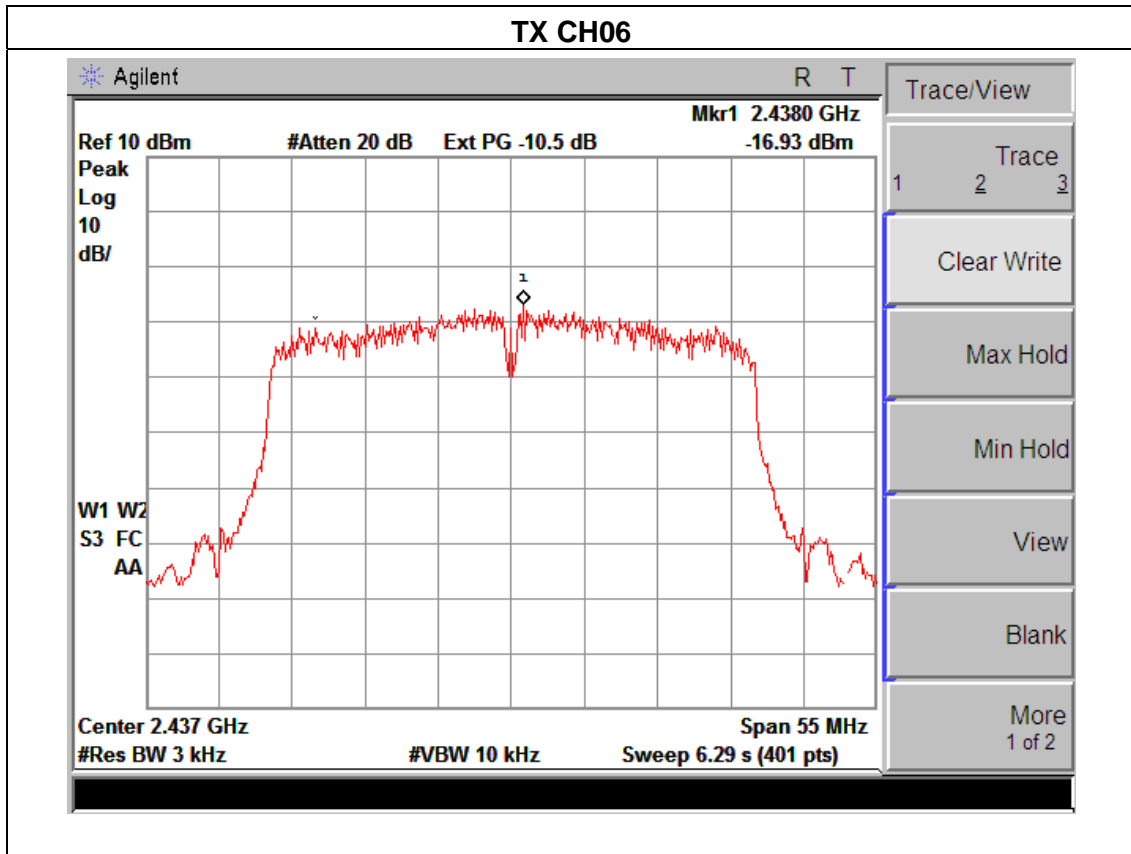 TX CH06
Agilent R T
Mkr1 2.4380 GHz
Ref 10 dBm #Atten 20 dB Ext PG -10.5 dB -16.93 dBm
Peak
Log
10
dB/
1
W1 W2
S3 FC
AA
Center 2.437 GHz Span 55 MHz
#Res BW 3 kHz #VBW 10 kHz Sweep 6.29 s (401 pts)
Trace/View
Trace
1 2 3
Clear Write
Max Hold
Min Hold
View
Blank
More
1 of 2